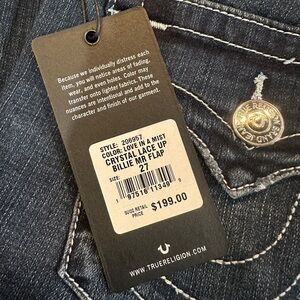 Because we individually distress each
item, you will notice areas of fading,
wear, and even holes. Color may
transfer onto lighter fabrics. These
nuances are intentional and add to the
character and finish of our garment.
STYLE: 206957
COLOR: LOVE IN A MIST
CRYSTAL LACE UP
BILLIE MR FLAP
27
SIZE:
SUGG RETAIL
PRICE
$199.00
WWW.TRUERELIGION.COM